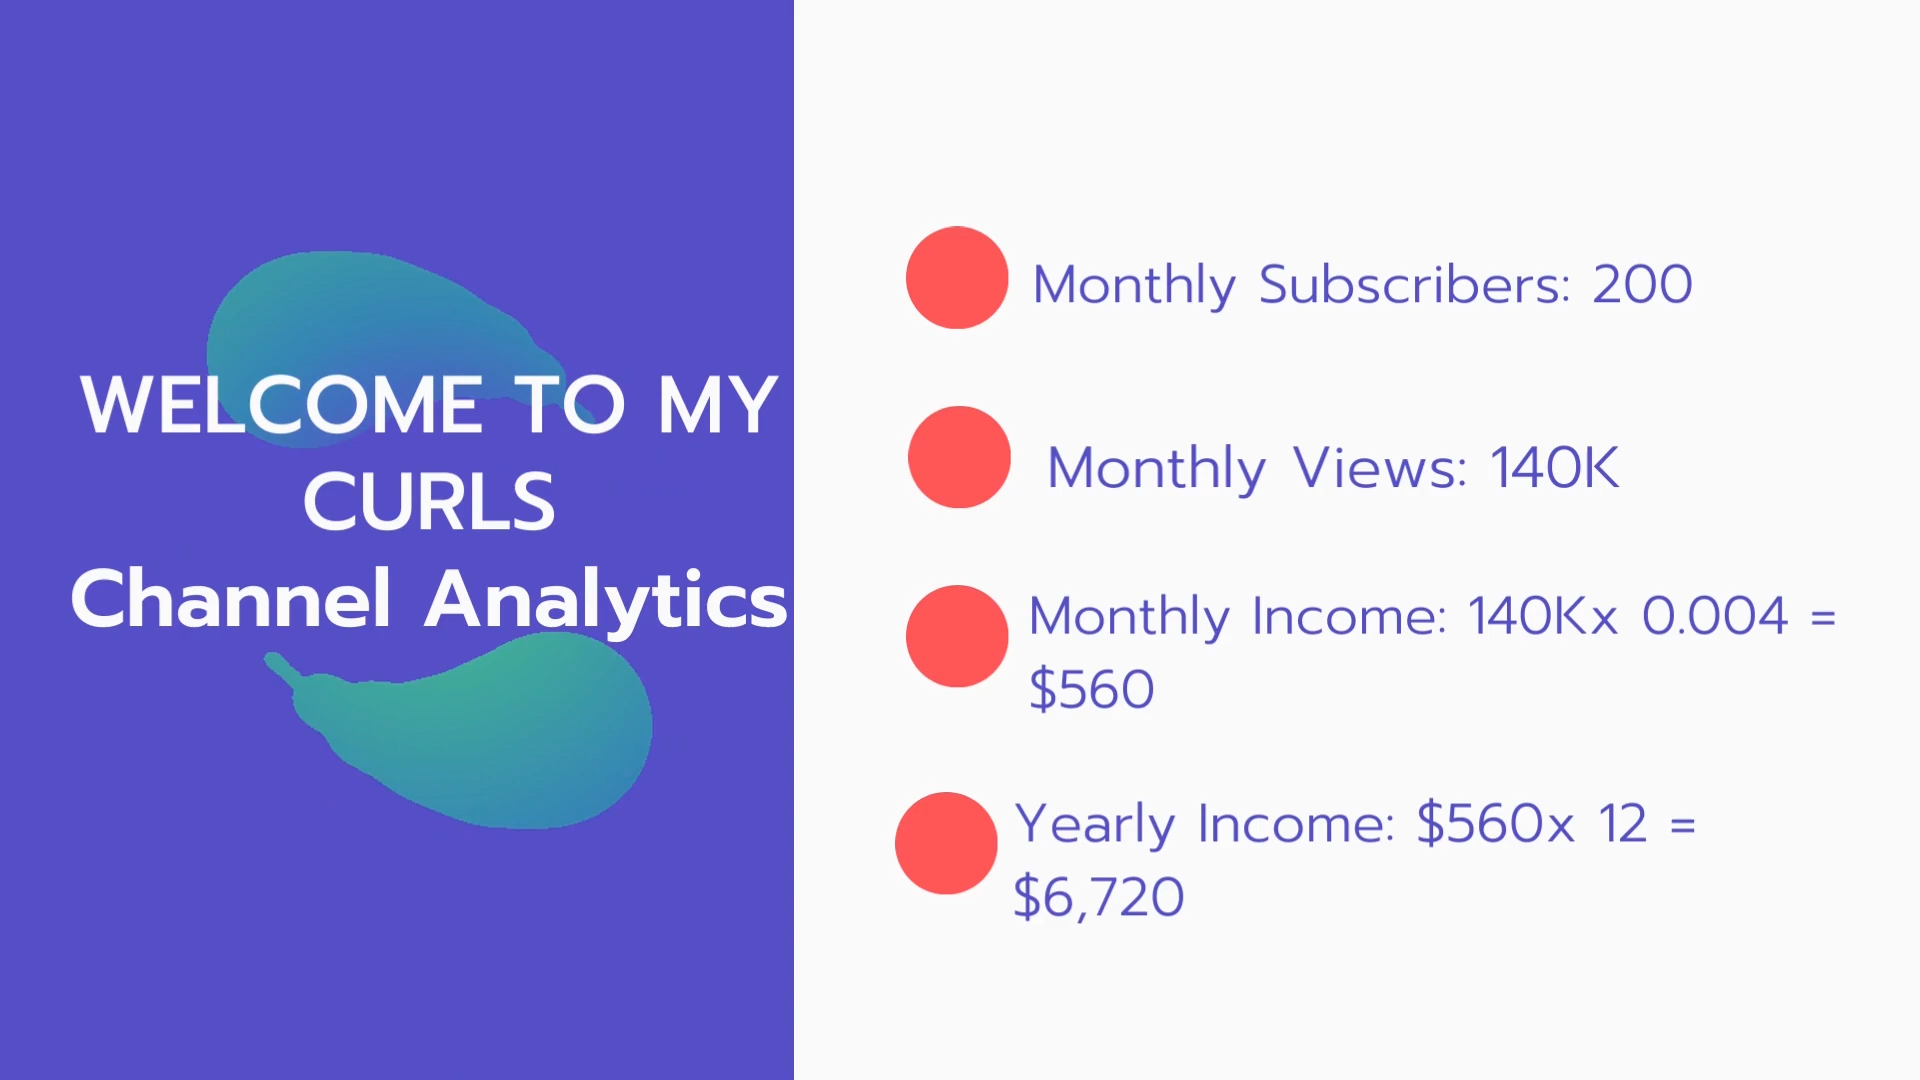 WELCOME TO MY
CURLS
Channel Analytics
Monthly Subscribers: 200
Monthly Views: 140K
Monthly Income: 140Kx 0.004 =
$560
Yearly Income: $560x 12 =
$6,720